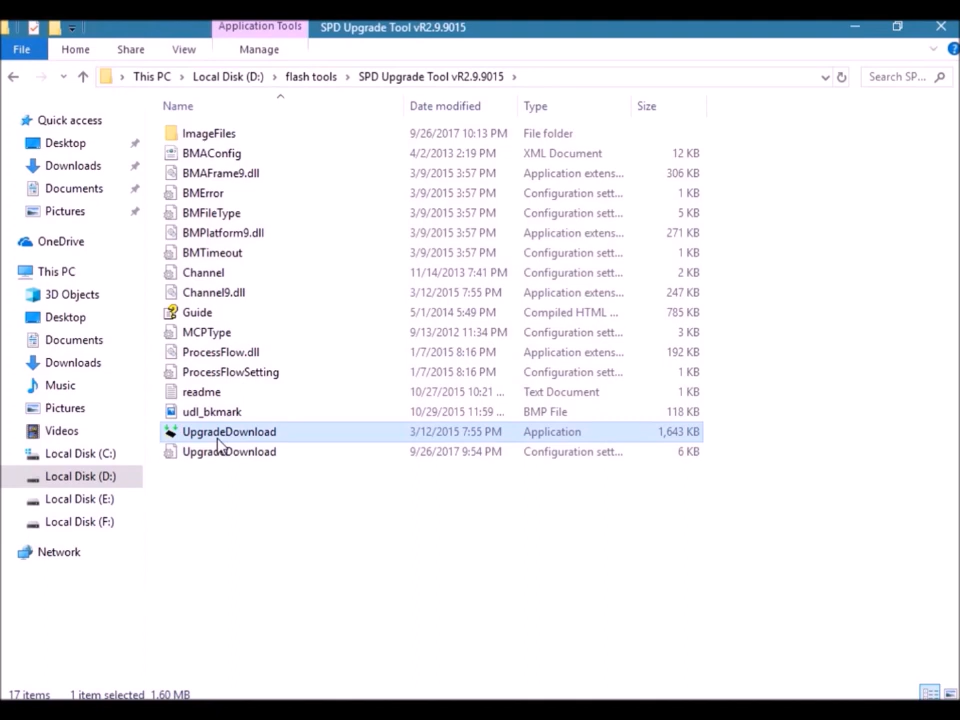 Application Tools
SPD Upgrade Tool vR2.9.9015
File Home Share View Manage
This PC Local Disk (D:) flash tools SPD Upgrade Tool vR2.9.9015
Search SP...
Name Date modified Type Size
Quick access
Desktop
Downloads
Documents
Pictures
OneDrive
This PC
3D Objects
Desktop
Documents
Downloads
Music
Pictures
Videos
Local Disk (C:)
Local Disk (D:)
Local Disk (E:)
Local Disk (F:)
Network
ImageFiles 9/26/2017 10:13 PM File folder
BMAConfig 4/2/2013 2:19 PM XML Document 12 KB
BMAFrame9.dll 3/9/2015 3:57 PM Application extens... 306 KB
BMError 3/9/2015 3:57 PM Configuration sett... 1 KB
BMFileType 3/9/2015 3:57 PM Configuration sett... 5 KB
BMPlatform9.dll 3/9/2015 3:57 PM Application extens... 271 KB
BMTimeout 3/9/2015 3:57 PM Configuration sett... 1 KB
Channel 11/14/2013 7:41 PM Configuration sett... 2 KB
Channel9.dll 3/12/2015 7:55 PM Application extens... 247 KB
Guide 5/1/2014 5:49 PM Compiled HTML ... 785 KB
MCPType 9/13/2012 11:34 PM Configuration sett... 3 KB
ProcessFlow.dll 1/7/2015 8:16 PM Application extens... 192 KB
ProcessFlowSetting 1/7/2015 8:16 PM Configuration sett... 1 KB
readme 10/27/2015 10:21 ... Text Document 1 KB
udl_bkmark 10/29/2015 11:59 ... BMP File 118 KB
UpgradeDownload 3/12/2015 7:55 PM Application 1,643 KB
UpgradeDownload 9/26/2017 9:54 PM Configuration sett... 6 KB
17 items 1 item selected 1.60 MB